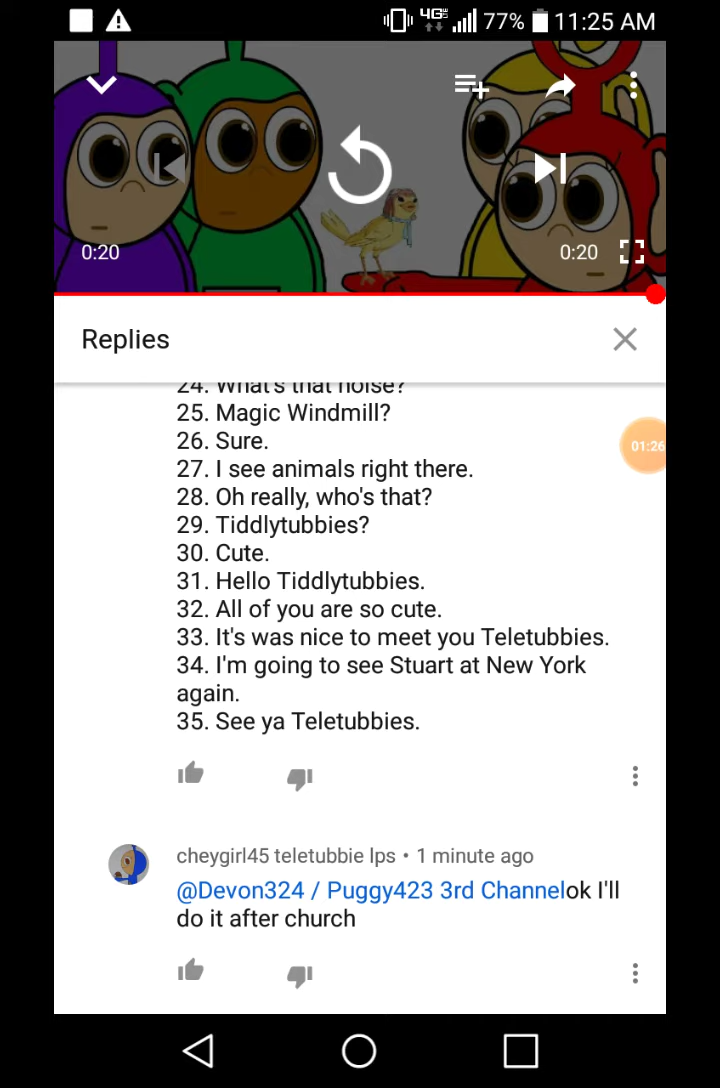 4G 77% 11:25 AM
0:20 0:20
Replies
24. What's that noise?
25. Magic Windmill?
01:26
26. Sure.
27. I see animals right there.
28. Oh really, who's that?
29. Tiddlytubbies?
30. Cute.
31. Hello Tiddlytubbies.
32. All of you are so cute.
33. It's was nice to meet you Teletubbies.
34. I'm going to see Stuart at New York
again.
35. See ya Teletubbies.
cheygirl45 teletubbie lps • 1 minute ago
@Devon324 / Puggy423 3rd Channelok I'll
do it after church